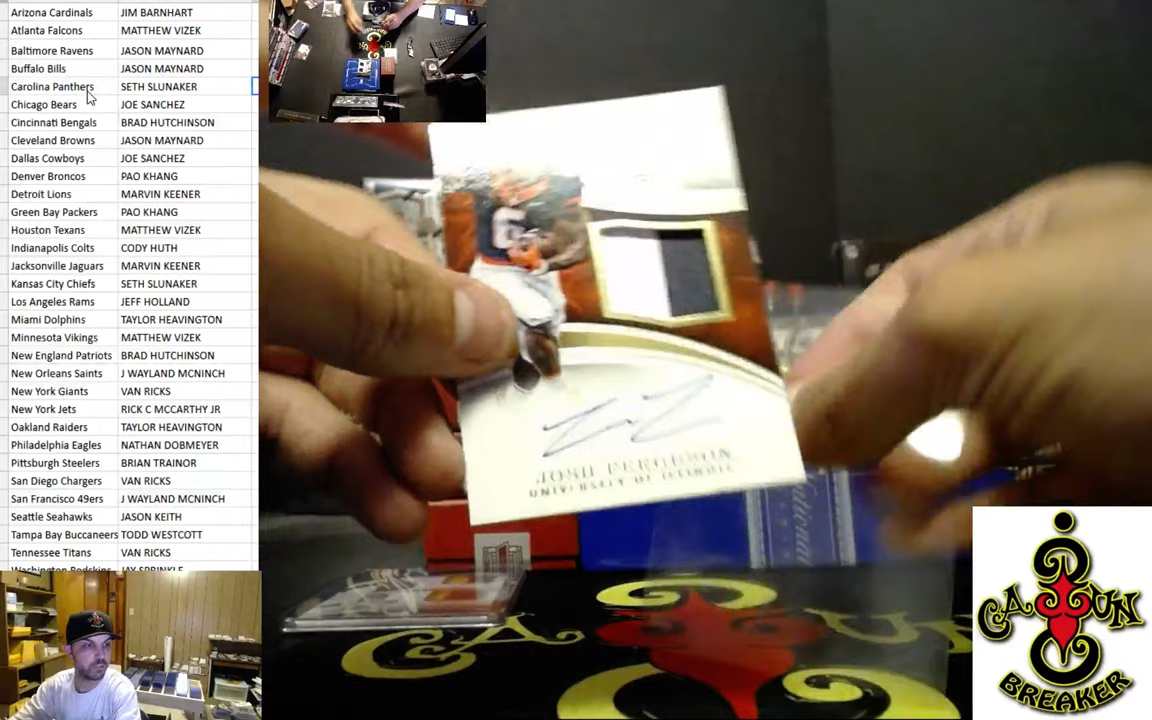 Arizona Cardinals JIM BARNHART
Atlanta Falcons MATTHEW VIZEK
Baltimore Ravens JASON MAYNARD
Buffalo Bills JASON MAYNARD
Carolina Panthers SETH SLUNAKER
Chicago Bears JOE SANCHEZ
Cincinnati Bengals BRAD HUTCHINSON
Cleveland Browns JASON MAYNARD
Dallas Cowboys JOE SANCHEZ
Denver Broncos PAO KHANG
Detroit Lions MARVIN KEENER
Green Bay Packers PAO KHANG
Houston Texans MATTHEW VIZEK
Indianapolis Colts CODY HUTH
Jacksonville Jaguars MARVIN KEENER
Kansas City Chiefs SETH SLUNAKER
Los Angeles Rams JEFF HOLLAND
Miami Dolphins TAYLOR HEAVINGTON
Minnesota Vikings MATTHEW VIZEK
New England Patriots BRAD HUTCHINSON
New Orleans Saints J WAYLAND MCNINCH
New York Giants VAN RICKS
New York Jets RICK C MCCARTHY JR
Oakland Raiders TAYLOR HEAVINGTON
Philadelphia Eagles NATHAN DOBMEYER
Pittsburgh Steelers BRIAN TRAINOR
San Diego Chargers VAN RICKS
San Francisco 49ers J WAYLAND MCNINCH
Seattle Seahawks JASON KEITH
Tampa Bay Buccaneers TODD WESTCOTT
Tennessee Titans VAN RICKS
Washington Redskins JAY SPRINKLE
JOSH FERGUSON
UNIVERSITY OF ILLINOIS
CAJUN
BREAKER